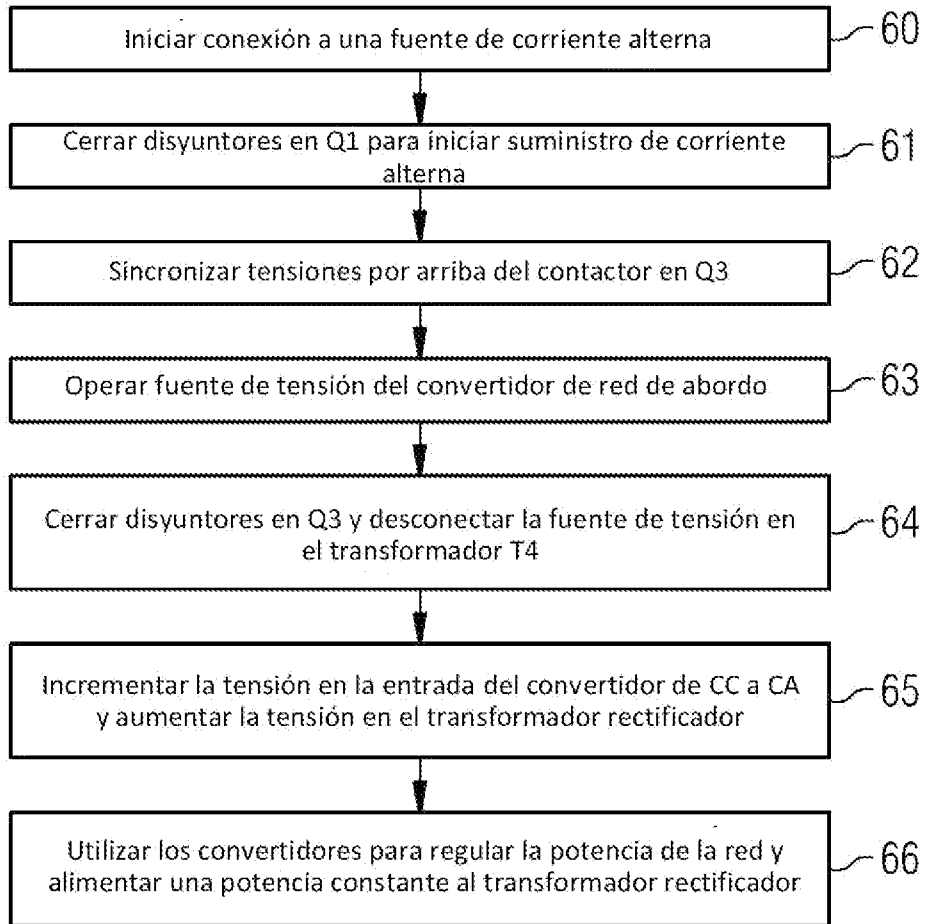 Iniciar conexión a una fuente de corriente alterna
60
Cerrar disyuntores en Q1 para iniciar suministro de corriente
alterna
61
Sincronizar tensiones por arriba del contactor en Q3
62
Operar fuente de tensión del convertidor de red de abordo
63
Cerrar disyuntores en Q3 y desconectar la fuente de tensión en
el transformador T4
64
Incrementar la tensión en la entrada del convertidor de CC a CA
y aumentar la tensión en el transformador rectificador
65
Utilizar los convertidores para regular la potencia de la red y
alimentar una potencia constante al transformador rectificador
66